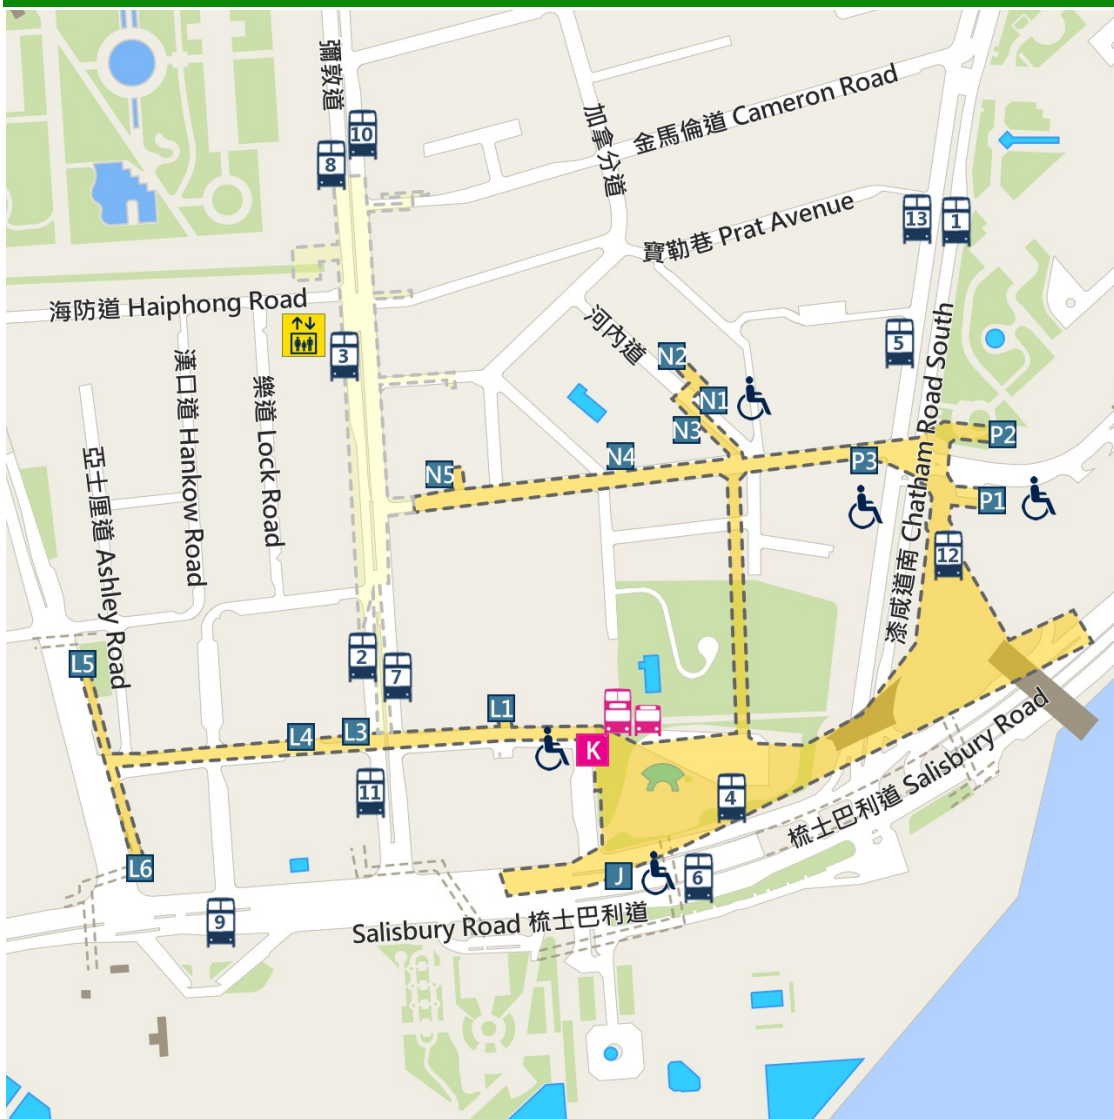 彌敦道
10
8
加拿分道
金馬倫道 Cameron Road
13
1
寶勒巷 Prat Avenue
海防道 Haiphong Road
3
河內道
5
N2
N1
N3
漢口道 Hankow Road
樂道 Lock Road
亞士厘道 Ashley Road
漆咸道南 Chatham Road South
N4
N5
P2
P3
P1
12
2
7
L5
L1
L4
L3
K
11
4
梳士巴利道 Salisbury Road
L6
J
6
9
Salisbury Road 梳士巴利道